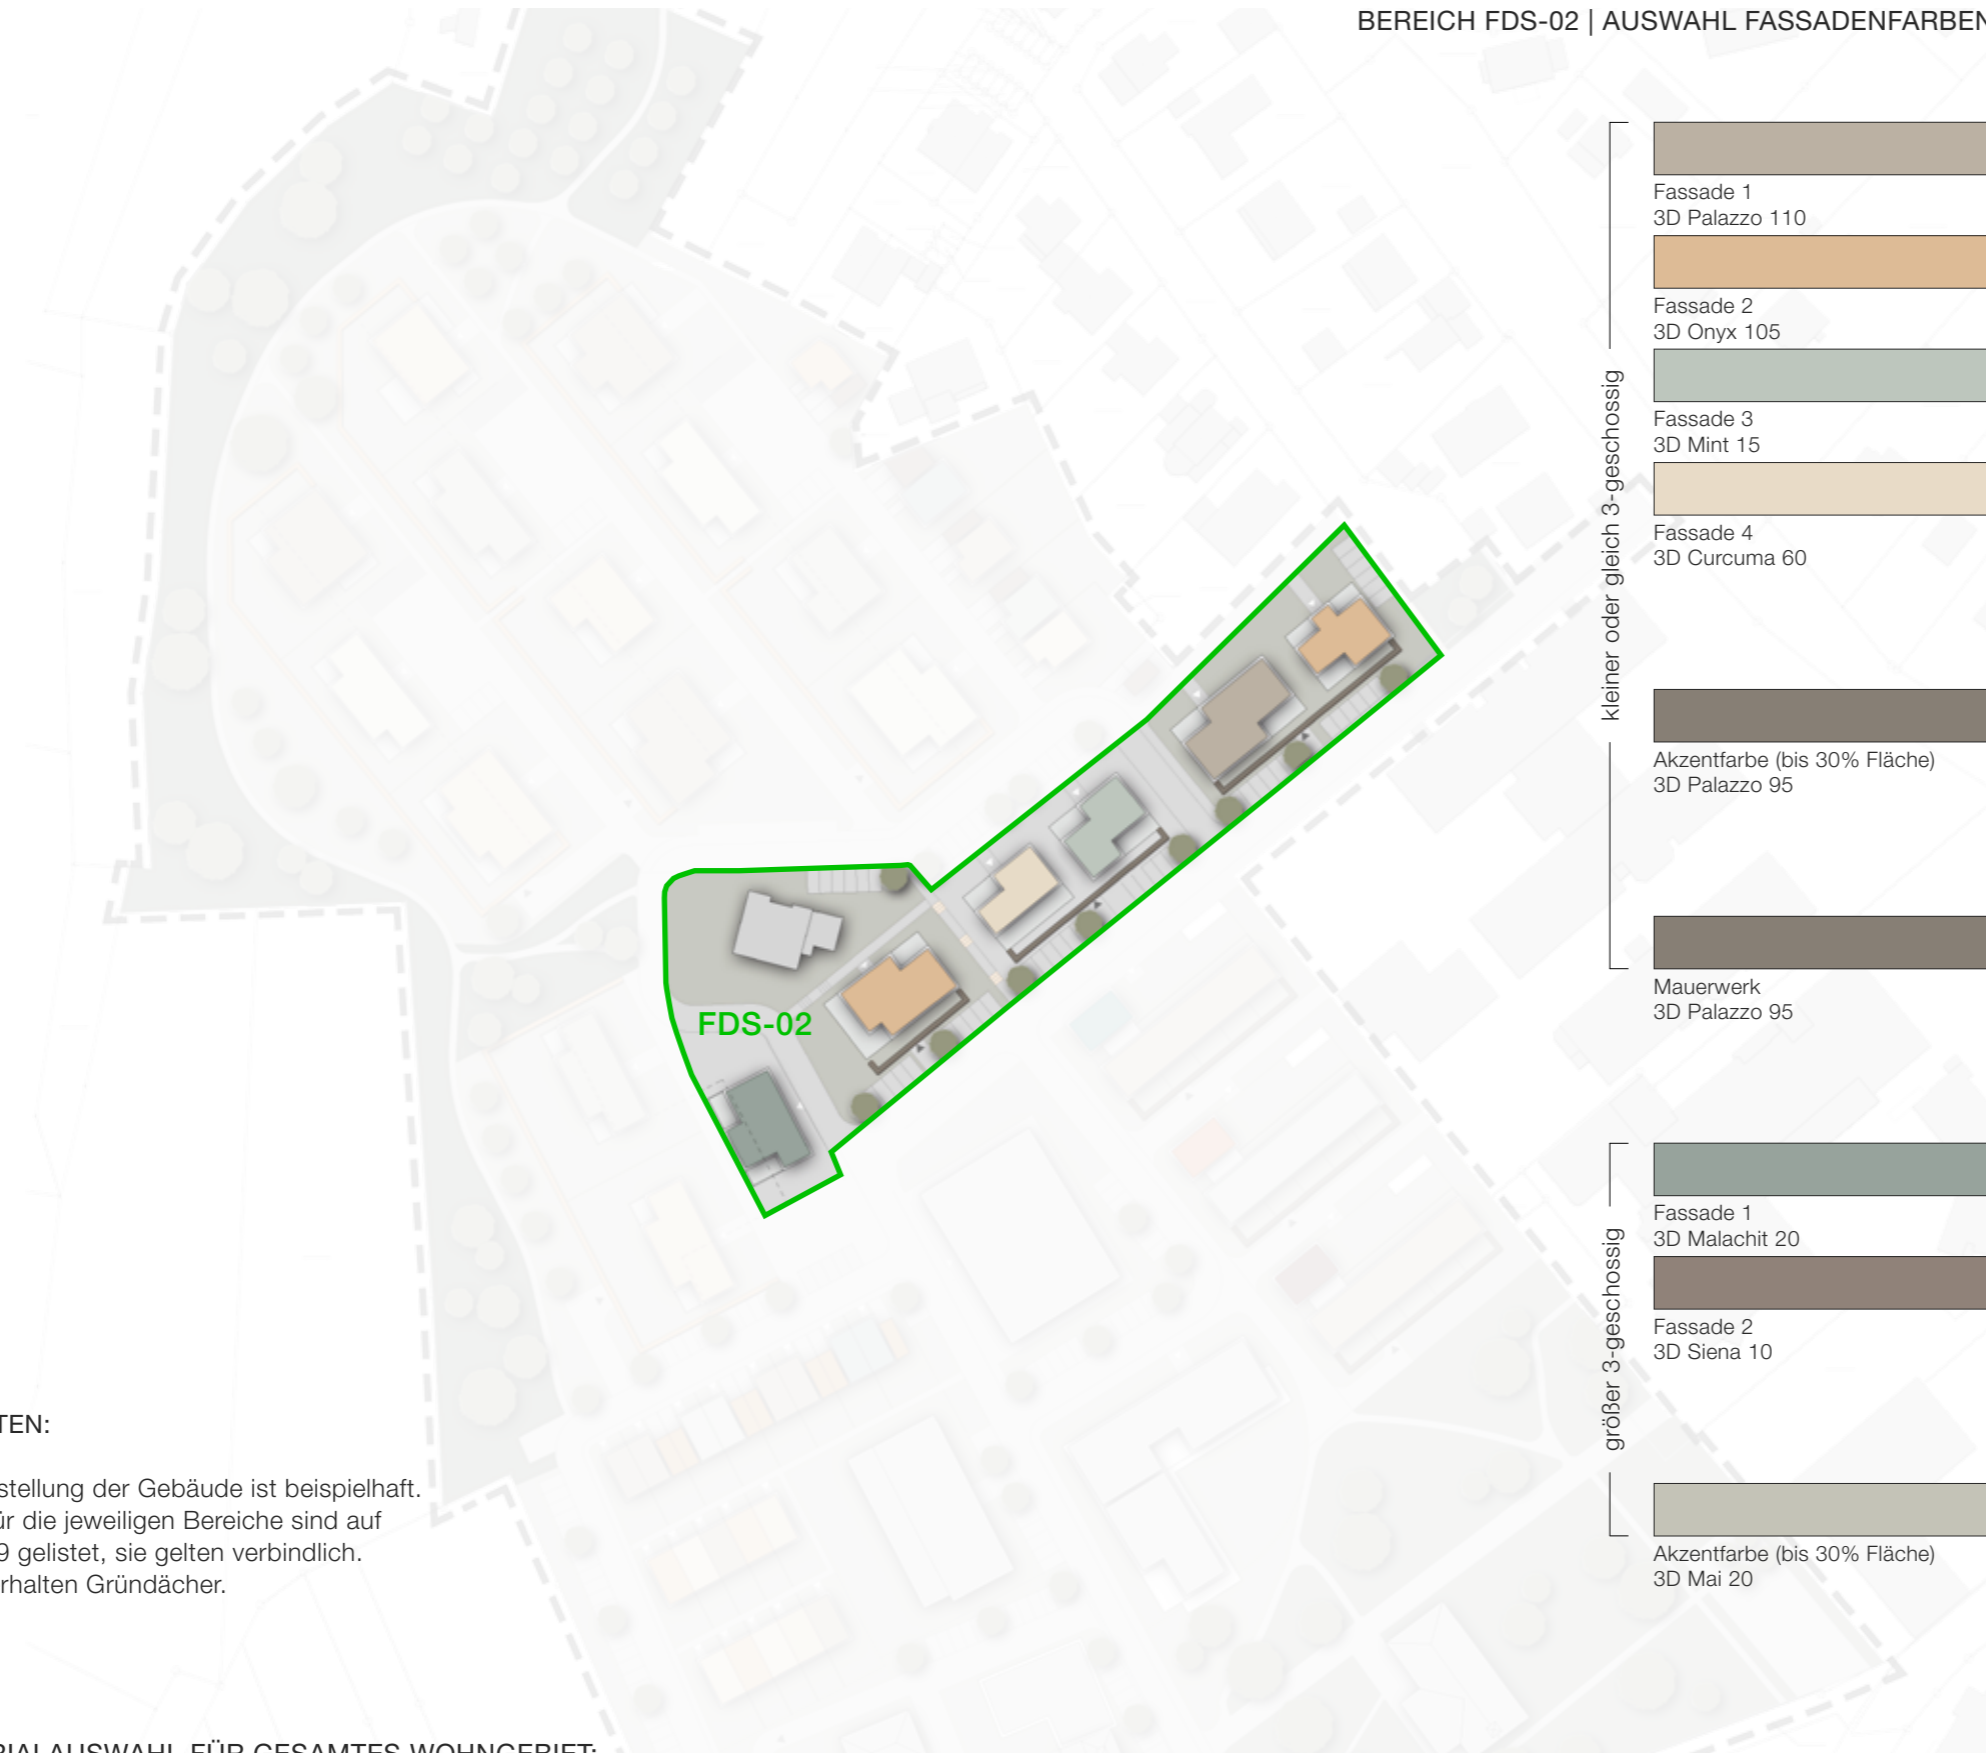 BEREICH FDS-02 | AUSWAHL FASSADENFARBEN
kleiner oder gleich 3-geschossig
Fassade 1
3D Palazzo 110
Fassade 2
3D Onyx 105
Fassade 3
3D Mint 15
Fassade 4
3D Curcuma 60
Akzentfarbe (bis 30% Fläche)
3D Palazzo 95
Mauerwerk
3D Palazzo 95
größer 3-geschossig
Fassade 1
3D Malachit 20
Fassade 2
3D Siena 10
Akzentfarbe (bis 30% Fläche)
3D Mai 20
FDS-02
TEN:
stellung der Gebäude ist beispielhaft.
ür die jeweiligen Bereiche sind auf
9 gelistet, sie gelten verbindlich.
rhalten Gründächer.
RIALAUSWAHL FÜR GESAMTES WOHNGEBIET: